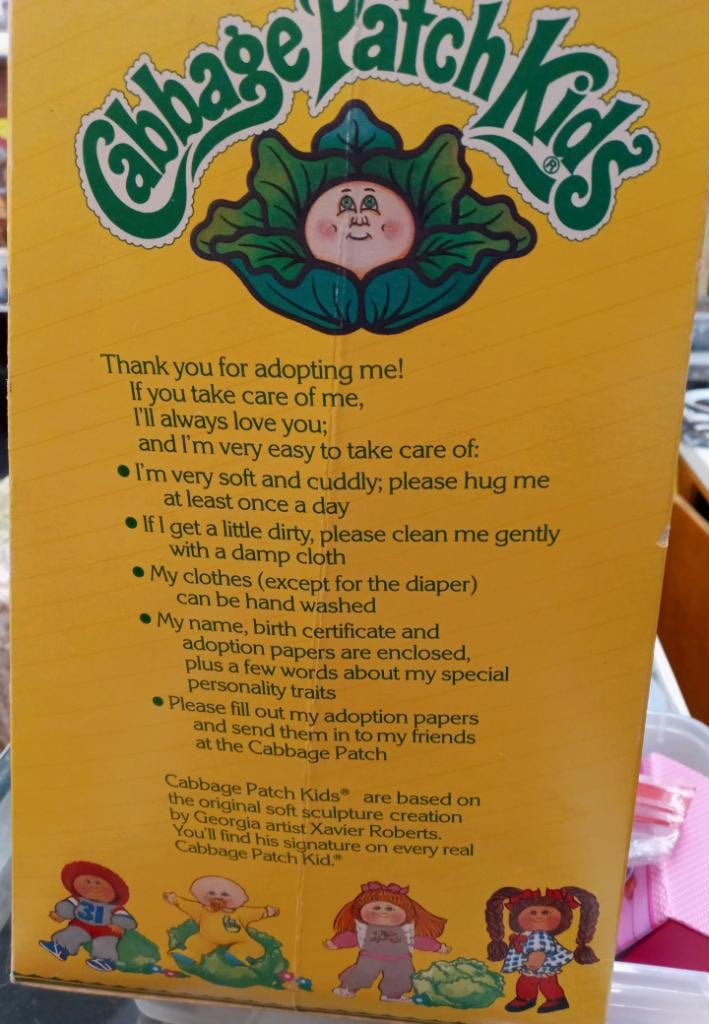 Cabbage Patch Kids®
Thank you for adopting me!
If you take care of me,
I'll always love you;
and I'm very easy to take care of:
• I'm very soft and cuddly; please hug me
at least once a day
• If I get a little dirty, please clean me gently
with a damp cloth
• My clothes (except for the diaper)
can be hand washed
• My name, birth certificate and
adoption papers are enclosed,
plus a few words about my special
personality traits
• Please fill out my adoption papers
and send them in to my friends
at the Cabbage Patch
Cabbage Patch Kids® are based on
the original soft sculpture creation
by Georgia artist Xavier Roberts.
You'll find his signature on every real
Cabbage Patch Kid.®
31